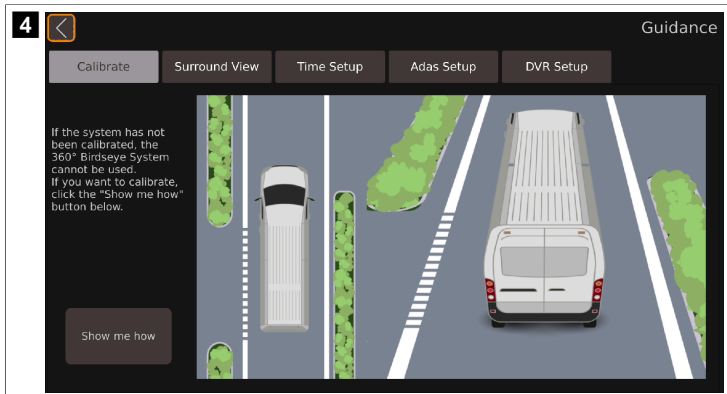 4
Guidance
Calibrate Surround View Time Setup Adas Setup DVR Setup
If the system has not
been calibrated, the
360° Birdseye System
cannot be used.
If you want to calibrate,
click the "Show me how"
button below.
Show me how